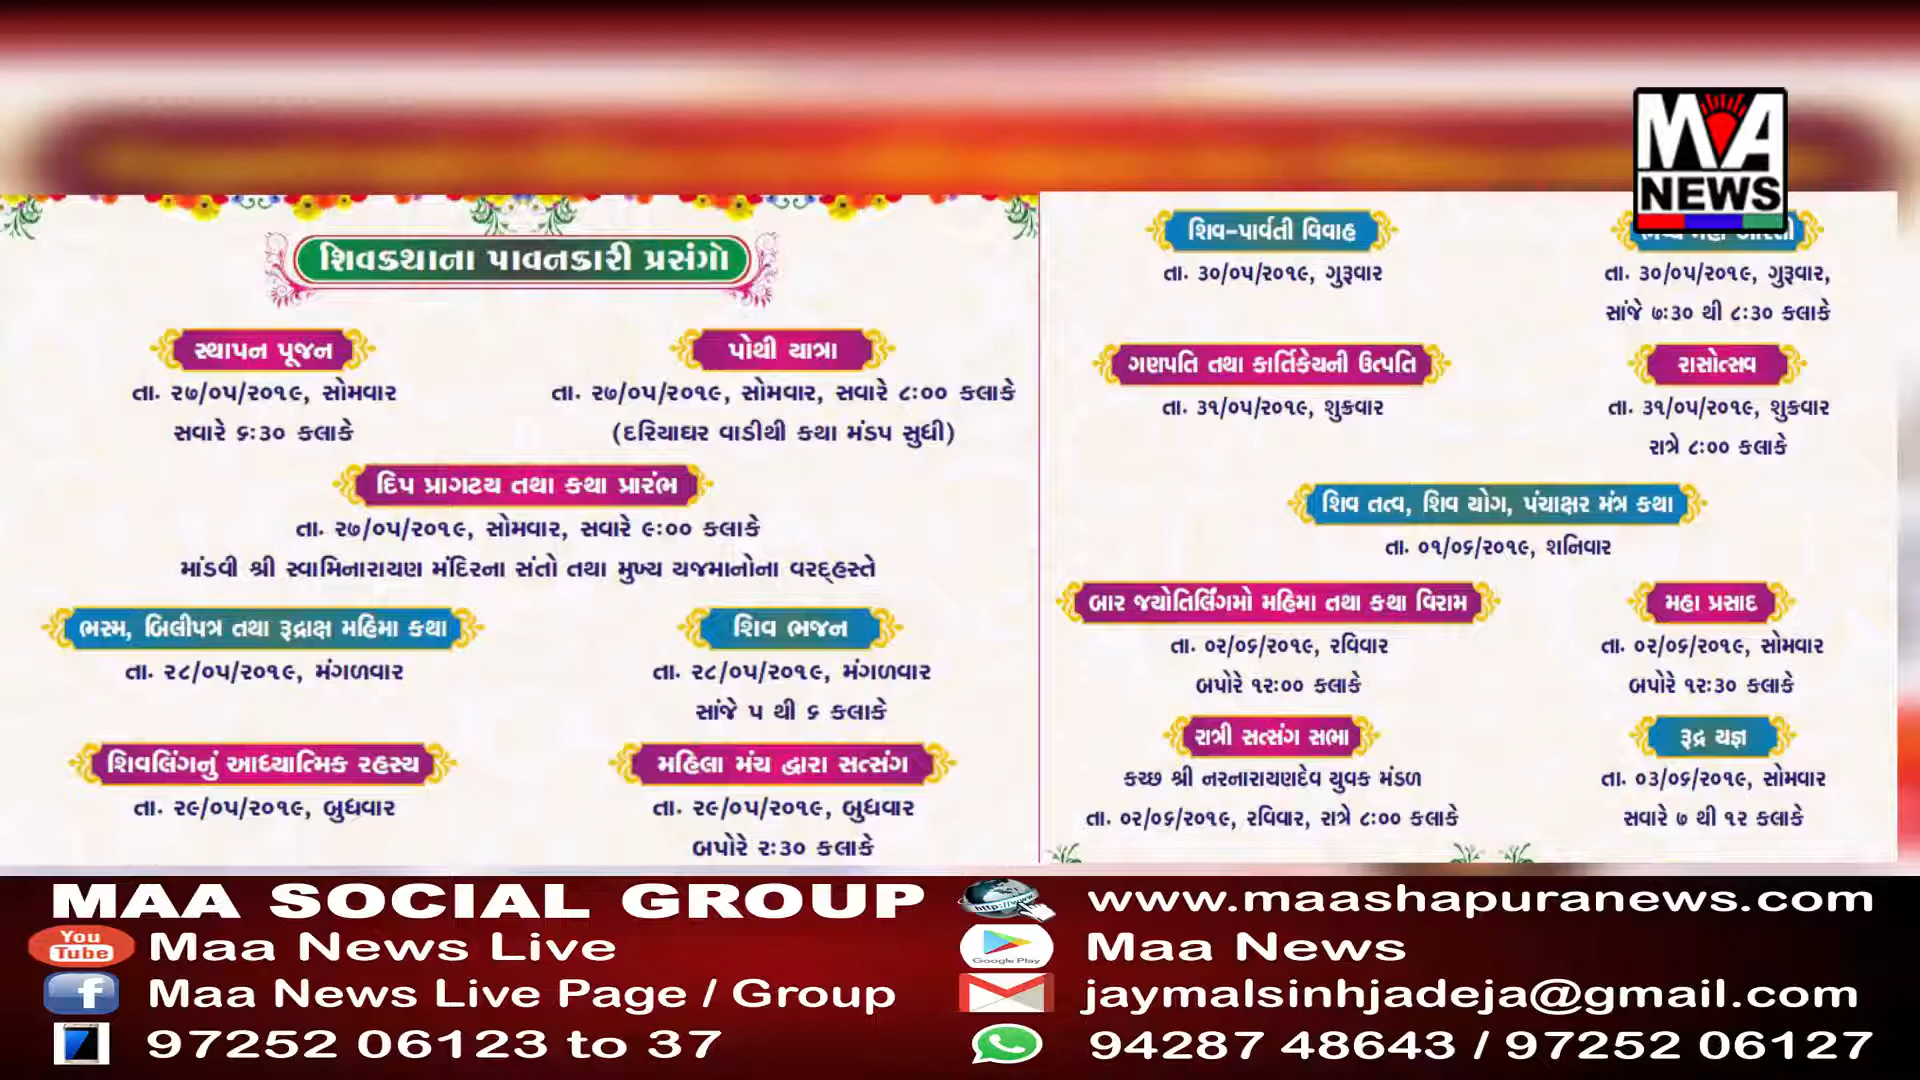 MAA
NEWS
શિવકથાના પાવનકારી પ્રસંગો
સ્થાપન પૂજન
તા. ૨૭/૦૫/૨૦૧૯, સોમવાર
સવારે ૬:૩૦ કલાકે
પોથી યાત્રા
તા. ૨૭/૦૫/૨૦૧૯, સોમવાર, સવારે ૮:૦૦ કલાકે
(દરિયાઘર વાડીથી કથા મંડપ સુધી)
દિપ પ્રાગટય તથા કથા પ્રારંભ
તા. ૨૭/૦૫/૨૦૧૯, સોમવાર, સવારે ૯:૦૦ કલાકે
માંડવી શ્રી સ્વામિનારાયણ મંદિરના સંતો તથા મુખ્ય યજમાનોના વરદ્હસ્તે
ભસ્મ, બિલીપત્ર તથા રૂદ્રાક્ષ મહિમા કથા
તા. ૨૮/૦૫/૨૦૧૯, મંગળવાર
શિવ ભજન
તા. ૨૮/૦૫/૨૦૧૯, મંગળવાર
સાંજે ૫ થી ૬ કલાકે
શિવલિંગનું આધ્યાત્મિક રહસ્ય
તા. ૨૯/૦૫/૨૦૧૯, બુધવાર
મહિલા મંચ દ્વારા સત્સંગ
તા. ૨૯/૦૫/૨૦૧૯, બુધવાર
બપોરે ૨:૩૦ કલાકે
શિવ-પાર્વતી વિવાહ
તા. ૩૦/૦૫/૨૦૧૯, ગુરૂવાર
તા. ૩૦/૦૫/૨૦૧૯, ગુરૂવાર,
સાંજે ૭:૩૦ થી ૮:૩૦ કલાકે
ગણપતિ તથા કાર્તિકેયની ઉત્પતિ
તા. ૩૧/૦૫/૨૦૧૯, શુક્રવાર
રાસોત્સવ
તા. ૩૧/૦૫/૨૦૧૯, શુક્રવાર
રાત્રે ૮:૦૦ કલાકે
શિવ તત્વ, શિવ યોગ, પંચાક્ષર મંત્ર કથા
તા. ૦૧/૦૬/૨૦૧૯, શનિવાર
બાર જ્યોતિર્લિંગમો મહિમા તથા કથા વિરામ
તા. ૦૨/૦૬/૨૦૧૯, રવિવાર
બપોરે ૧૨:૦૦ કલાકે
મહા પ્રસાદ
તા. ૦૨/૦૬/૨૦૧૯, સોમવાર
બપોરે ૧૨:૩૦ કલાકે
રાત્રી સત્સંગ સભા
કચ્છ શ્રી નરનારાયણદેવ યુવક મંડળ
તા. ૦૨/૦૬/૨૦૧૯, રવિવાર, રાત્રે ૮:૦૦ કલાકે
રૂદ્ર યજ્ઞ
તા. ૦૩/૦૬/૨૦૧૯, સોમવાર
સવારે ૭ થી ૧૨ કલાકે
MAA SOCIAL GROUP
http://www
www.maashapuranews.com
You Tube
Maa News Live
Google Play
Maa News
Maa News Live Page / Group
jaymalsinhjadeja@gmail.com
97252 06123 to 37
94287 48643 / 97252 06127